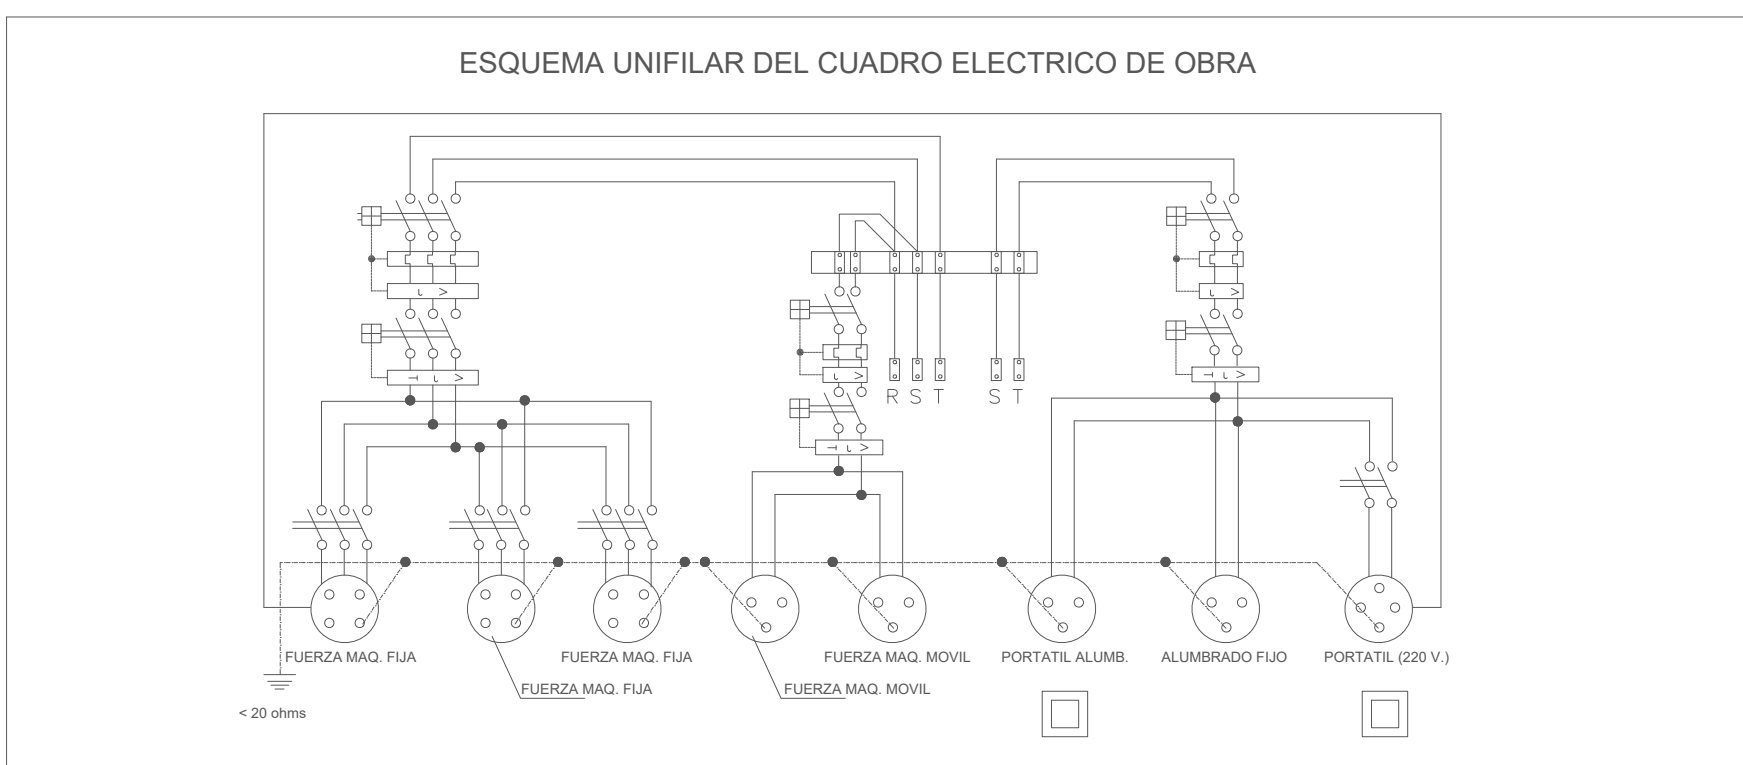 ESQUEMA UNIFILAR DEL CUADRO ELECTRICO DE OBRA
R S T S T
FUERZA MAQ. FIJA FUERZA MAQ. FIJA FUERZA MAQ. MOVIL PORTATIL ALUMB. ALUMBRADO FIJO PORTATIL (220 V.)
FUERZA MAQ. FIJA FUERZA MAQ. MOVIL
< 20 ohms